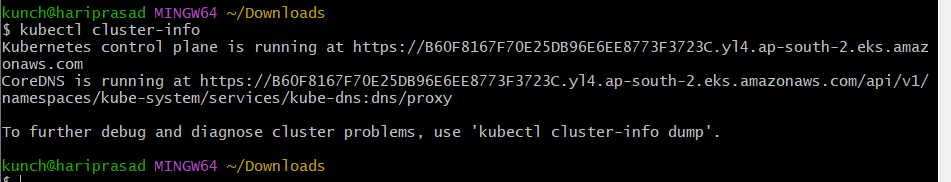 kunch@hariprasad MINGW64 ~/Downloads
$ kubectl cluster-info
Kubernetes control plane is running at https://B60F8167F70E25DB96E6EE8773F3723C.yl4.ap-south-2.eks.amaz
onaws.com
CoreDNS is running at https://B60F8167F70E25DB96E6EE8773F3723C.yl4.ap-south-2.eks.amazonaws.com/api/v1/
namespaces/kube-system/services/kube-dns:dns/proxy
To further debug and diagnose cluster problems, use 'kubectl cluster-info dump'.
kunch@hariprasad MINGW64 ~/Downloads
$